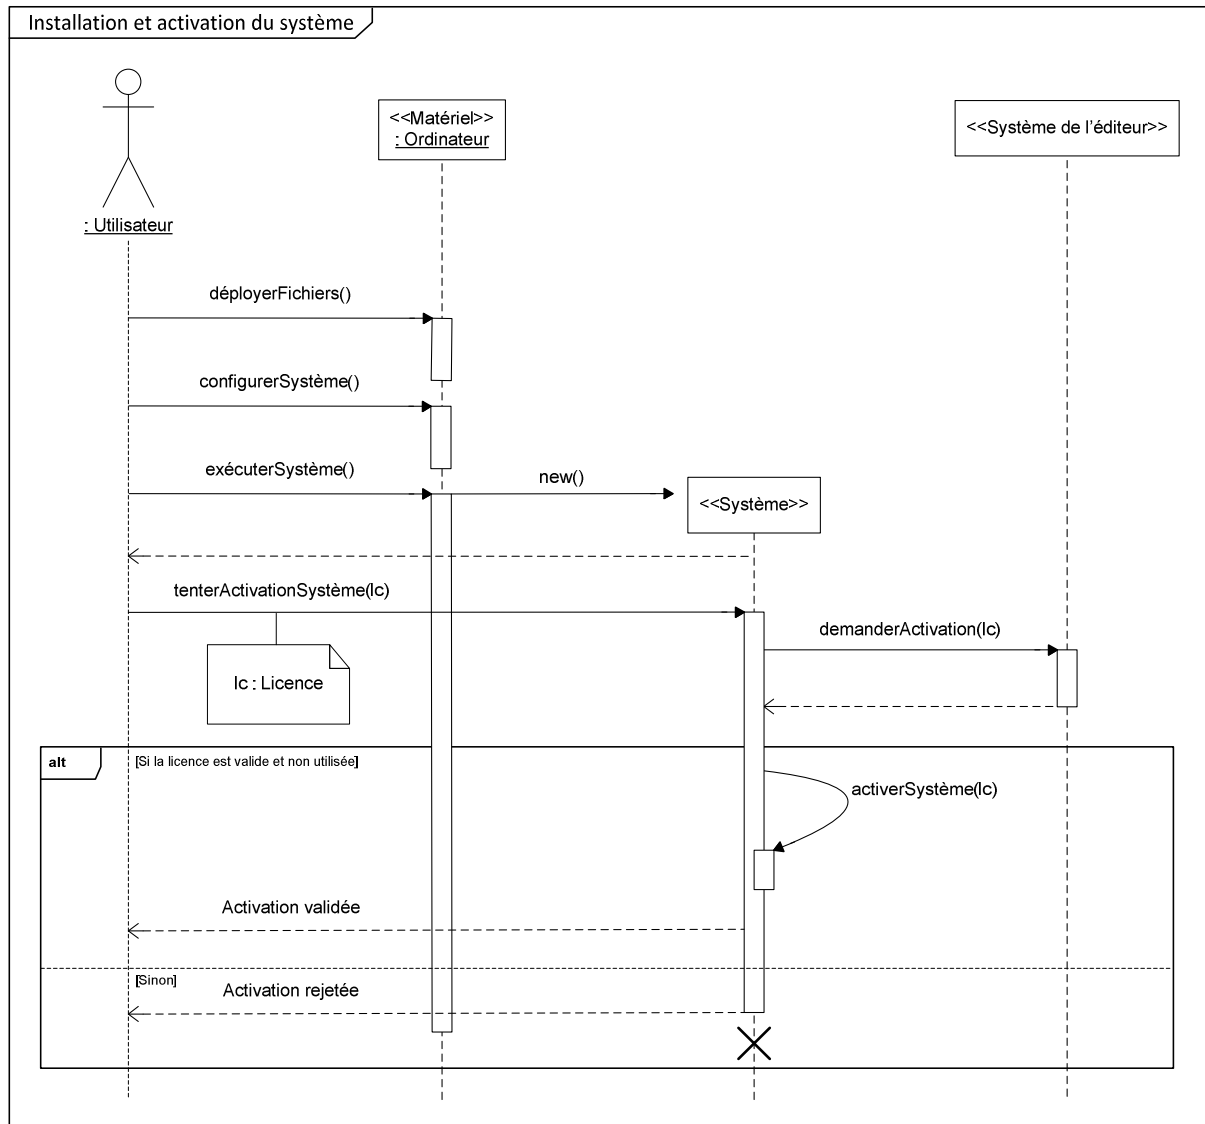 Installation et activation du système
<<Matériel>>
: Ordinateur
<<Système de l'éditeur>>
: Utilisateur
déployerFichiers()
configurerSystème()
exécuterSystème()
new()
<<Système>>
tenterActivationSystème(lc)
demanderActivation(lc)
lc : Licence
alt
[Si la licence est valide et non utilisée]
activerSystème(lc)
Activation validée
[Sinon]
Activation rejetée